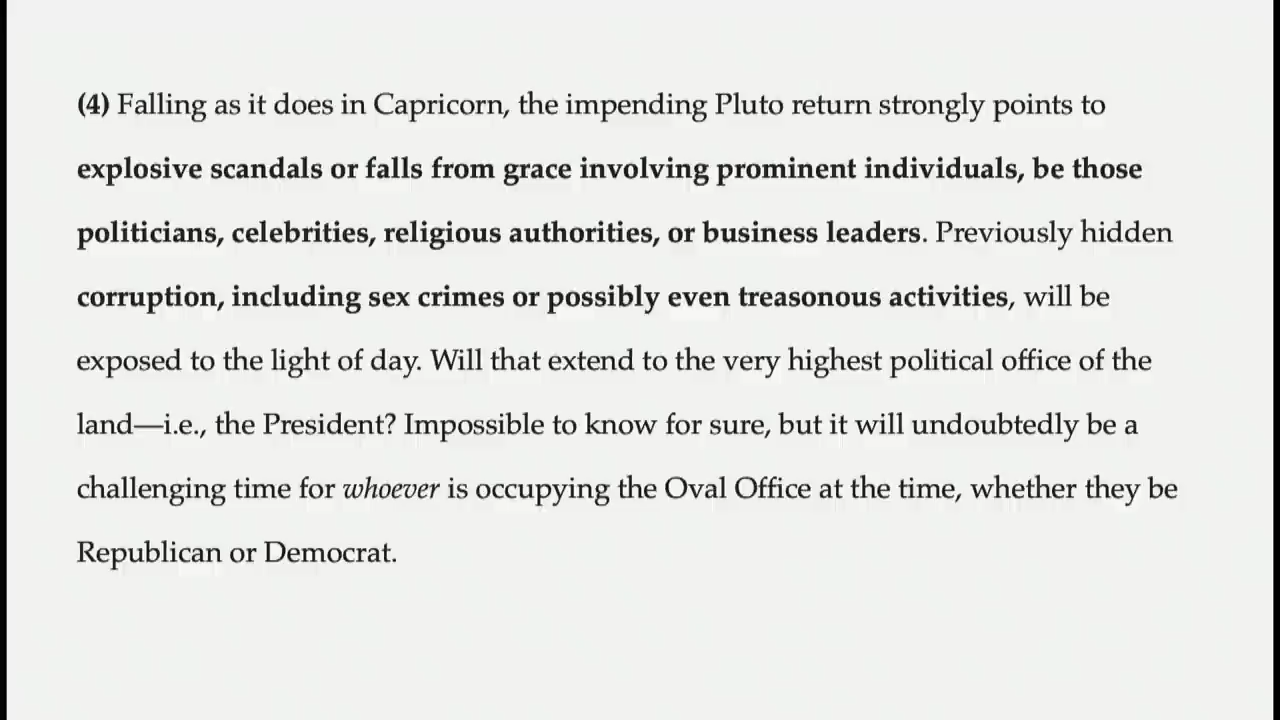 (4) Falling as it does in Capricorn, the impending Pluto return strongly points to
explosive scandals or falls from grace involving prominent individuals, be those
politicians, celebrities, religious authorities, or business leaders. Previously hidden
corruption, including sex crimes or possibly even treasonous activities, will be
exposed to the light of day. Will that extend to the very highest political office of the
land—i.e., the President? Impossible to know for sure, but it will undoubtedly be a
challenging time for whoever is occupying the Oval Office at the time, whether they be
Republican or Democrat.